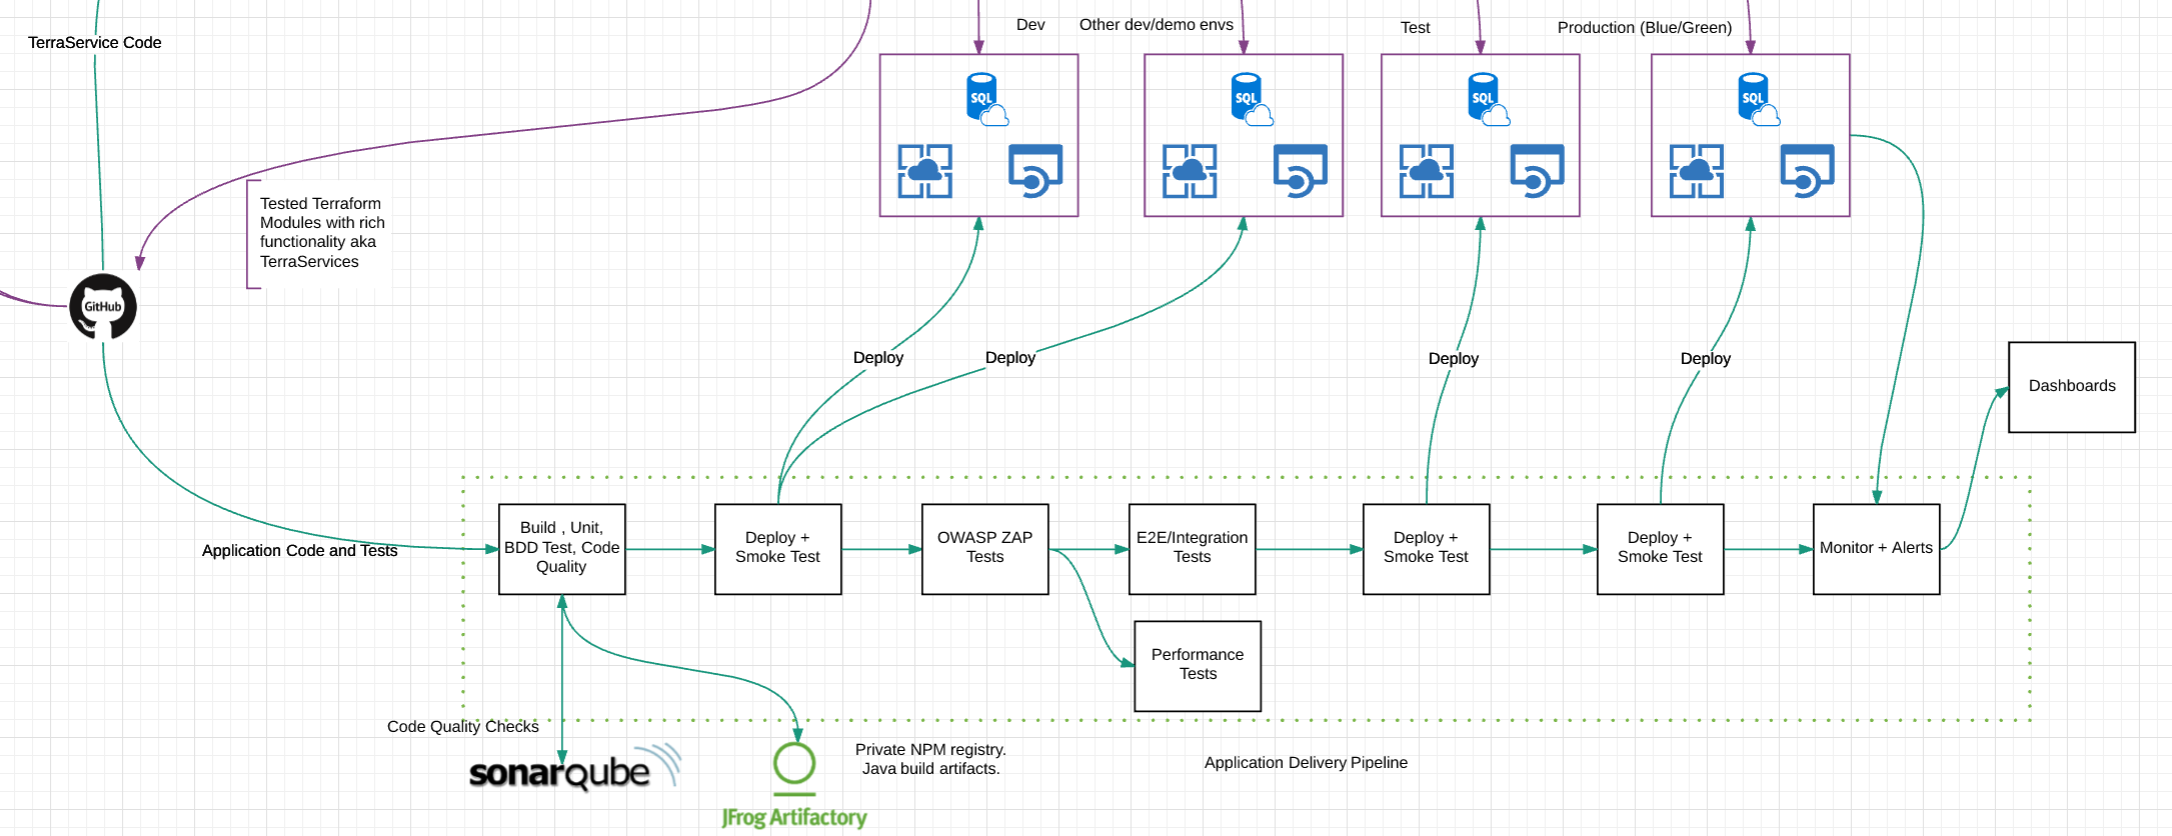 TerraService Code
Dev
Other dev/demo envs
Test
Production (Blue/Green)
SQL
SQL
SQL
SQL
Tested Terraform
Modules with rich
functionality aka
TerraServices
GitHub
Deploy
Deploy
Deploy
Deploy
Dashboards
Application Code and Tests
Build , Unit,
BDD Test, Code
Quality
Deploy +
Smoke Test
OWASP ZAP
Tests
E2E/Integration
Tests
Deploy +
Smoke Test
Deploy +
Smoke Test
Monitor + Alerts
Performance
Tests
Code Quality Checks
sonarqube
JFrog Artifactory
Private NPM registry.
Java build artifacts.
Application Delivery Pipeline